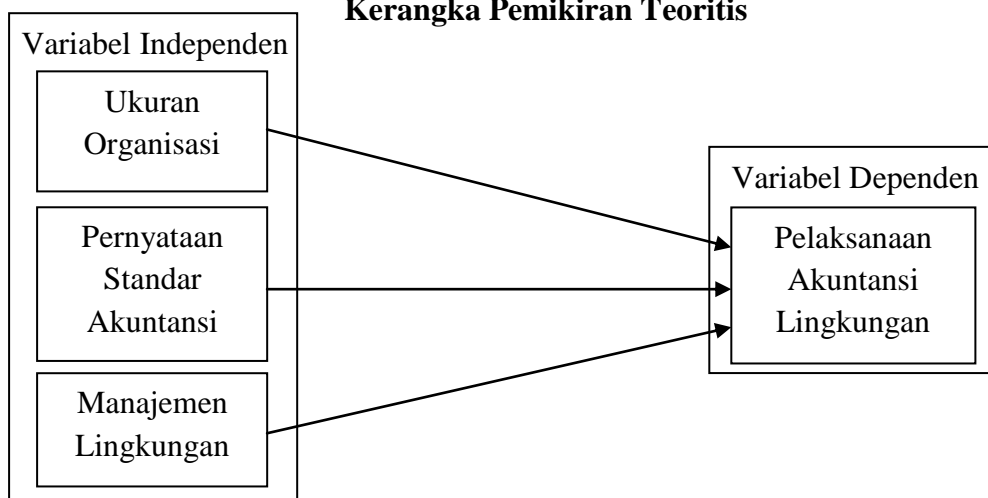 Kerangka Pemikiran Teoritis
Variabel Independen
Ukuran
Organisasi
Pernyataan
Standar
Akuntansi
Manajemen
Lingkungan
Variabel Dependen
Pelaksanaan
Akuntansi
Lingkungan